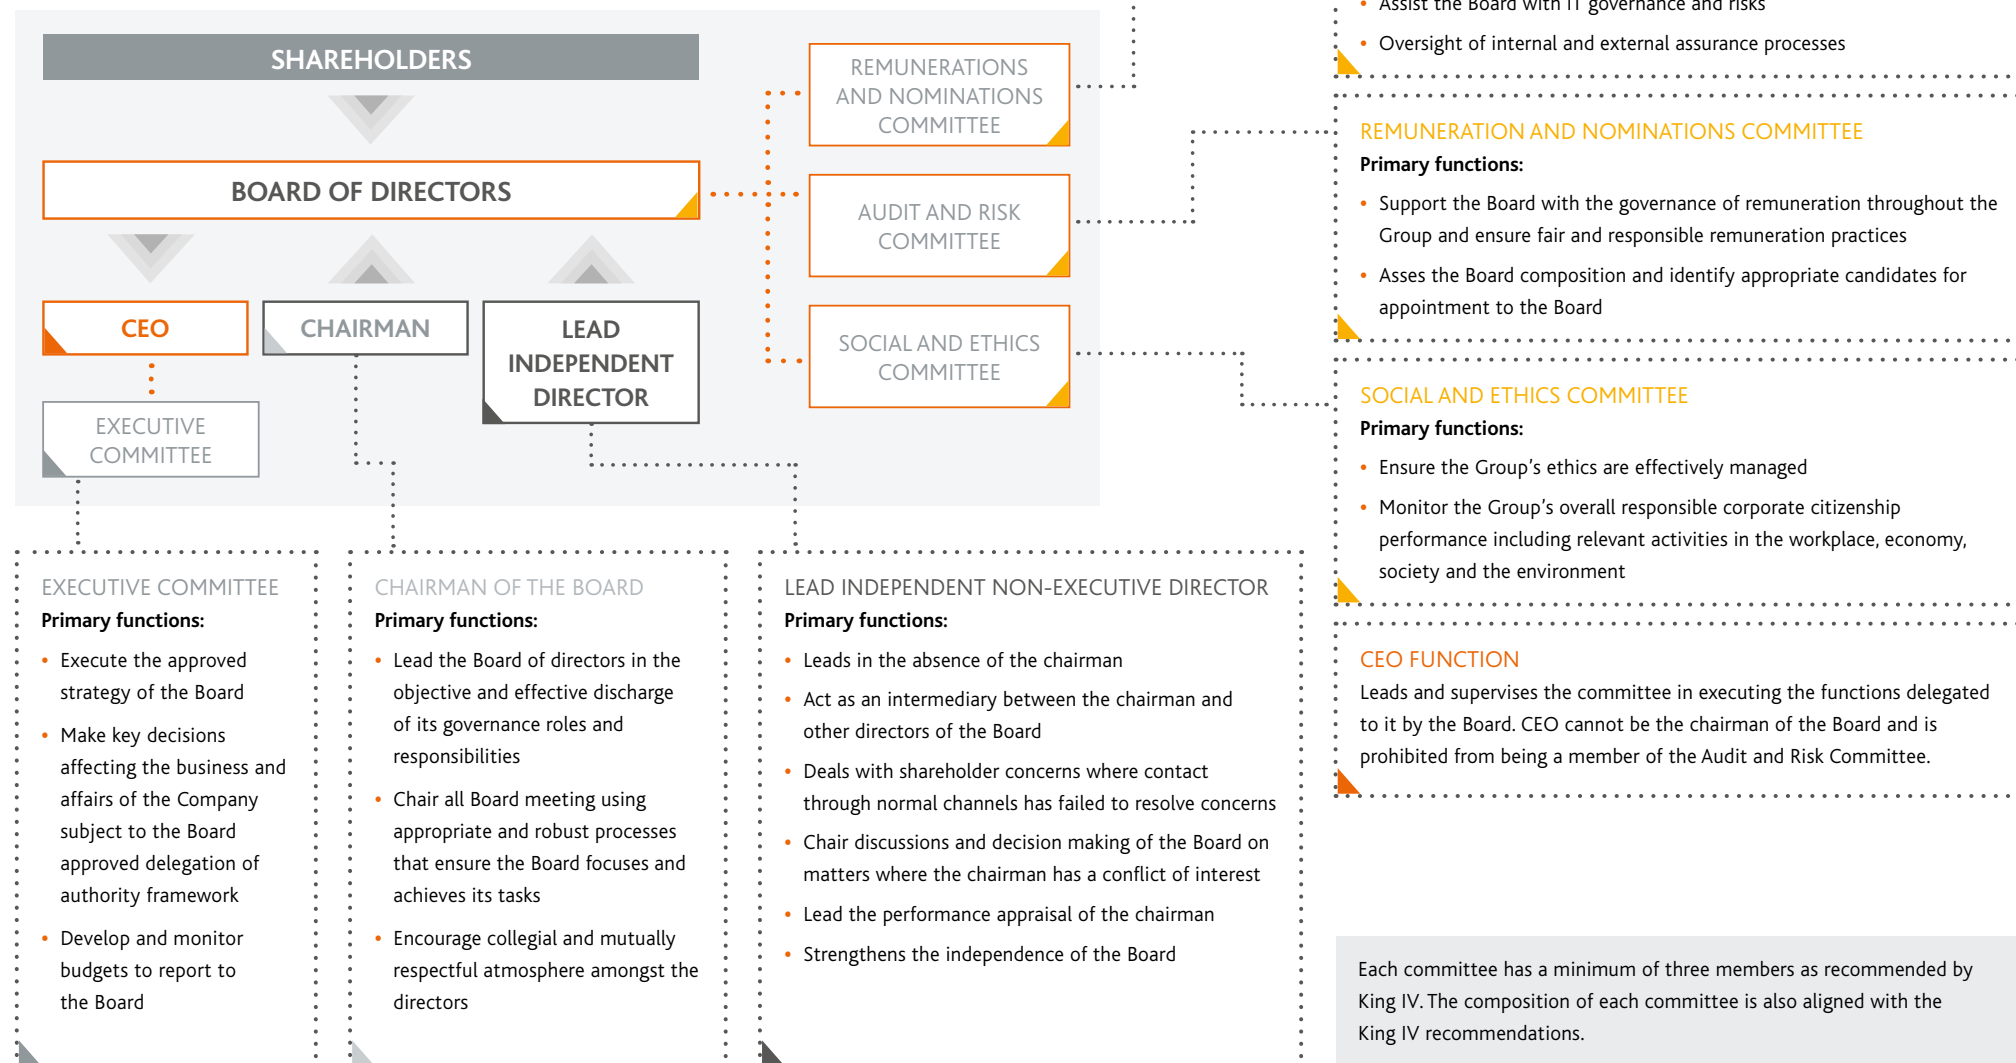 SHAREHOLDERS
BOARD OF DIRECTORS
CEO
CHAIRMAN
LEAD
INDEPENDENT
DIRECTOR
EXECUTIVE
COMMITTEE
REMUNERATIONS
AND NOMINATIONS
COMMITTEE
AUDIT AND RISK
COMMITTEE
SOCIAL AND ETHICS
COMMITTEE
EXECUTIVE COMMITTEE
Primary functions:
• Execute the approved
strategy of the Board
• Make key decisions
affecting the business and
affairs of the Company
subject to the Board
approved delegation of
authority framework
• Develop and monitor
budgets to report to
the Board
CHAIRMAN OF THE BOARD
Primary functions:
• Lead the Board of directors in the
objective and effective discharge
of its governance roles and
responsibilities
• Chair all Board meeting using
appropriate and robust processes
that ensure the Board focuses and
achieves its tasks
• Encourage collegial and mutually
respectful atmosphere amongst the
directors
LEAD INDEPENDENT NON-EXECUTIVE DIRECTOR
Primary functions:
• Leads in the absence of the chairman
• Act as an intermediary between the chairman and
other directors of the Board
• Deals with shareholder concerns where contact
through normal channels has failed to resolve concerns
• Chair discussions and decision making of the Board on
matters where the chairman has a conflict of interest
• Lead the performance appraisal of the chairman
• Strengthens the independence of the Board
• Assist the Board with IT governance and risks
• Oversight of internal and external assurance processes
REMUNERATION AND NOMINATIONS COMMITTEE
Primary functions:
• Support the Board with the governance of remuneration throughout the
Group and ensure fair and responsible remuneration practices
• Asses the Board composition and identify appropriate candidates for
appointment to the Board
SOCIAL AND ETHICS COMMITTEE
Primary functions:
• Ensure the Group's ethics are effectively managed
• Monitor the Group's overall responsible corporate citizenship
performance including relevant activities in the workplace, economy,
society and the environment
CEO FUNCTION
Leads and supervises the committee in executing the functions delegated
to it by the Board. CEO cannot be the chairman of the Board and is
prohibited from being a member of the Audit and Risk Committee.
Each committee has a minimum of three members as recommended by
King IV. The composition of each committee is also aligned with the
King IV recommendations.